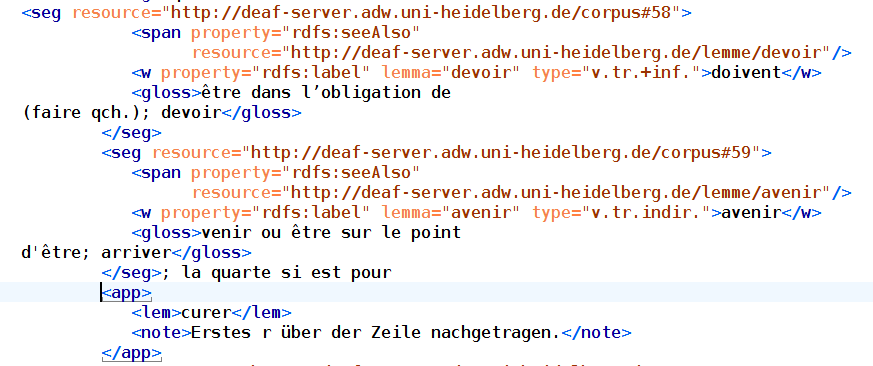 <seg resource="http://deaf-server.adw.uni-heidelberg.de/corpus#58">
<span property="rdfs:seeAlso"
resource="http://deaf-server.adw.uni-heidelberg.de/lemme/devoir"/>
<w property="rdfs:label" lemma="devoir" type="v.tr.+inf.">doivent</w>
<gloss>être dans l’obligation de
(faire qch.); devoir</gloss>
</seg>
<seg resource="http://deaf-server.adw.uni-heidelberg.de/corpus#59">
<span property="rdfs:seeAlso"
resource="http://deaf-server.adw.uni-heidelberg.de/lemme/avenir"/>
<w property="rdfs:label" lemma="avenir" type="v.tr.indir.">avenir</w>
<gloss>venir ou être sur le point
d'être; arriver</gloss>
</seg>; la quarte si est pour
<app>
<lem>curer</lem>
<note>Erstes r über der Zeile nachgetragen.</note>
</app>